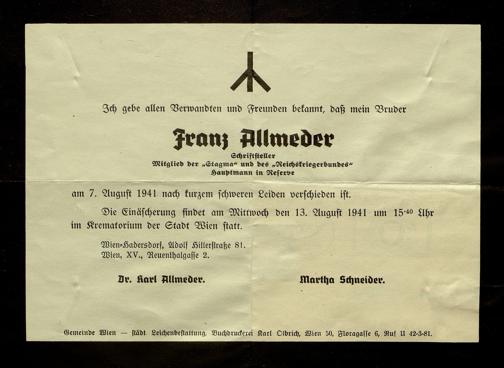 Ich gebe allen Verwandten und Freunden bekannt, daß mein Bruder
Franz Allmeder
Schriftsteller
Mitglied der „Stagma" und des „Reichskriegerbundes"
Hauptmann in Reserve
am 7. August 1941 nach kurzem schweren Leiden verschieden ist.
Die Einäscherung findet am Mittwoch den 13. August 1941 um 15·40 Uhr
im Krematorium der Stadt Wien statt.
Wien-Hadersdorf, Adolf Hitlerstraße 81.
Wien, XV., Reuenthalgasse 2.
Dr. Karl Allmeder. Martha Schneider.
Gemeinde Wien — städt. Leichenbestattung. Buchdruckerei Karl Olbrich, Wien 50, Floragasse 6, Ruf U 42-3-81.